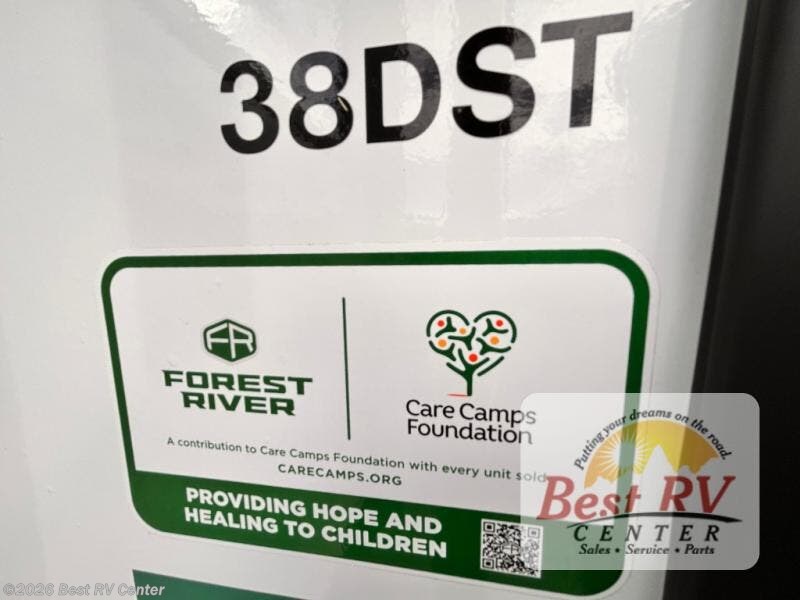 38DST
FR
FOREST
RIVER
Care Camps
Foundation
A contribution to Care Camps Foundation with every unit sold
CARECAMPS.ORG
PROVIDING HOPE AND
HEALING TO CHILDREN
FR
Putting your dreams on the road.
Best RV
CENTER
Sales • Service • Parts
©2026 Best RV Center